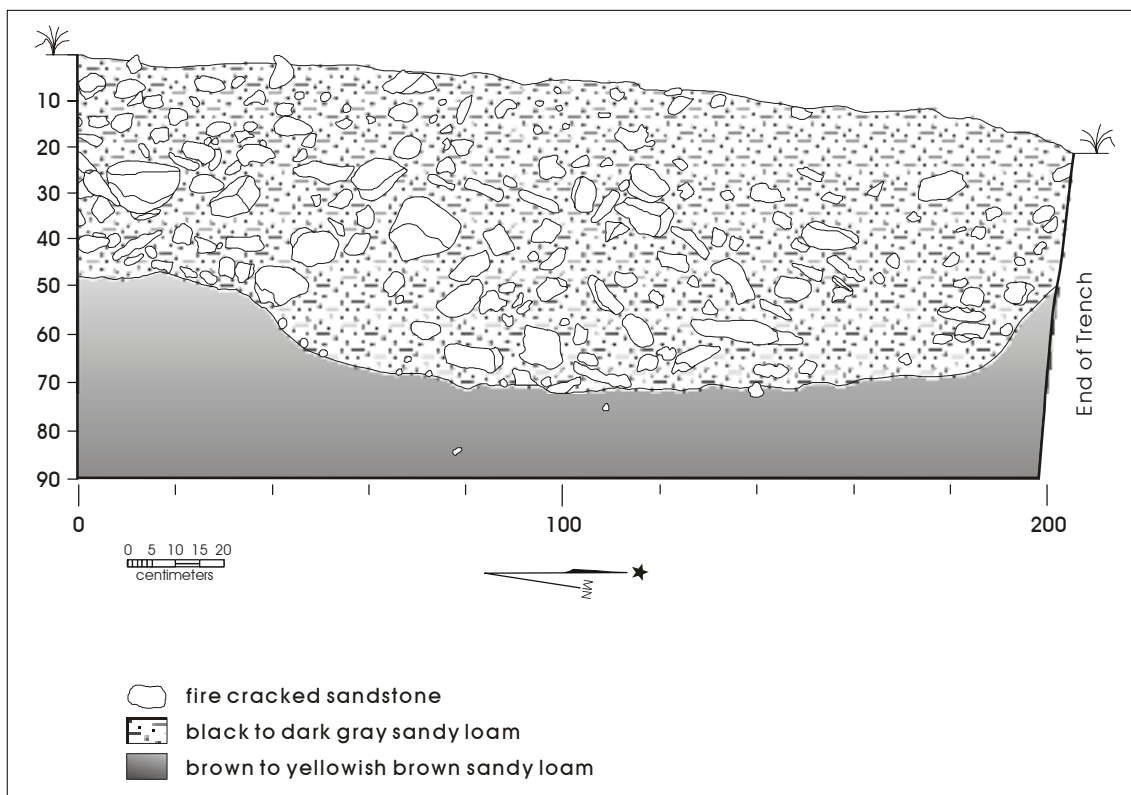 10
20
30
40
50
60
70
80
90
0 100 200
End of Trench
0 5 10 15 20
centimeters
MN
fire cracked sandstone
black to dark gray sandy loam
brown to yellowish brown sandy loam